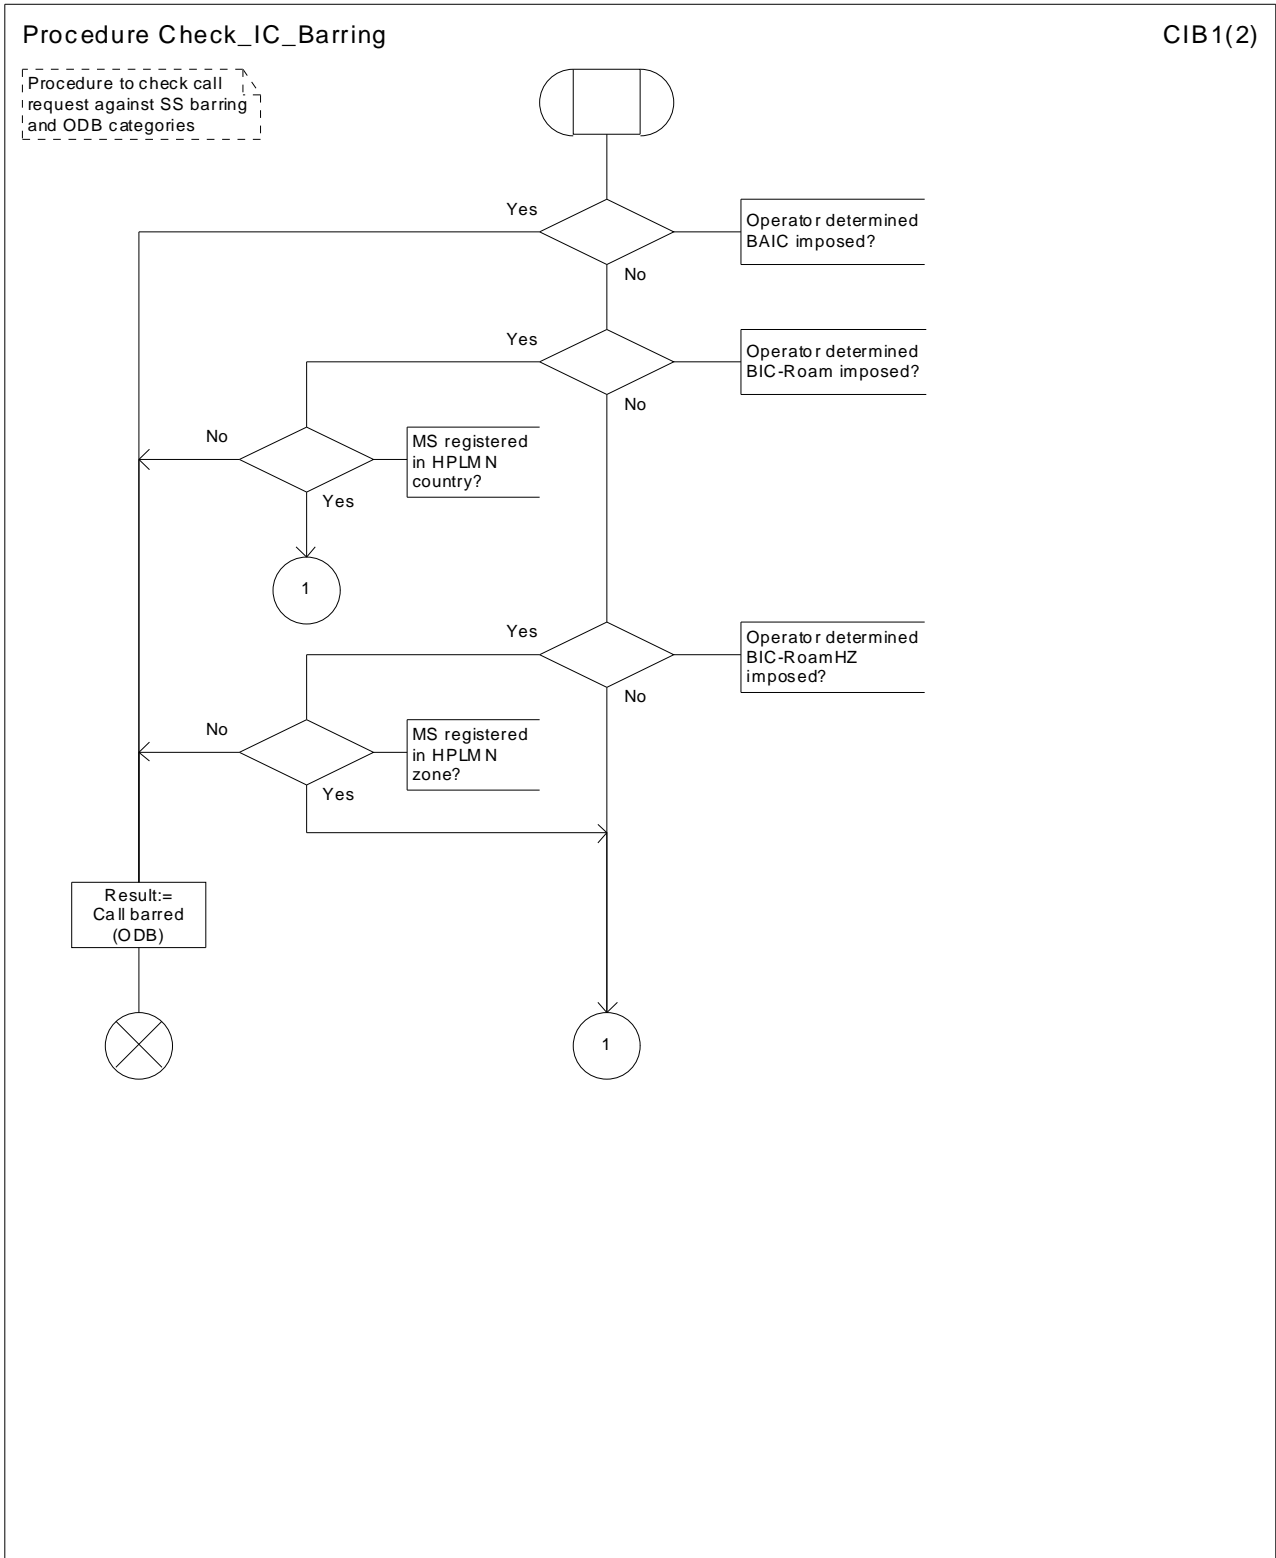 Procedure Check_IC_Barring
CIB1(2)
Procedure to check call
request against SS barring
and ODB categories
Yes
Operator determined
BAIC imposed?
No
Yes
Operator determined
BIC-Roam imposed?
No
No
MS registered
in HPLMN
country?
Yes
1
Yes
Operator determined
BIC-RoamHZ
imposed?
No
No
MS registered
in HPLMN
zone?
Yes
Result:=
Call barred
(ODB)
1